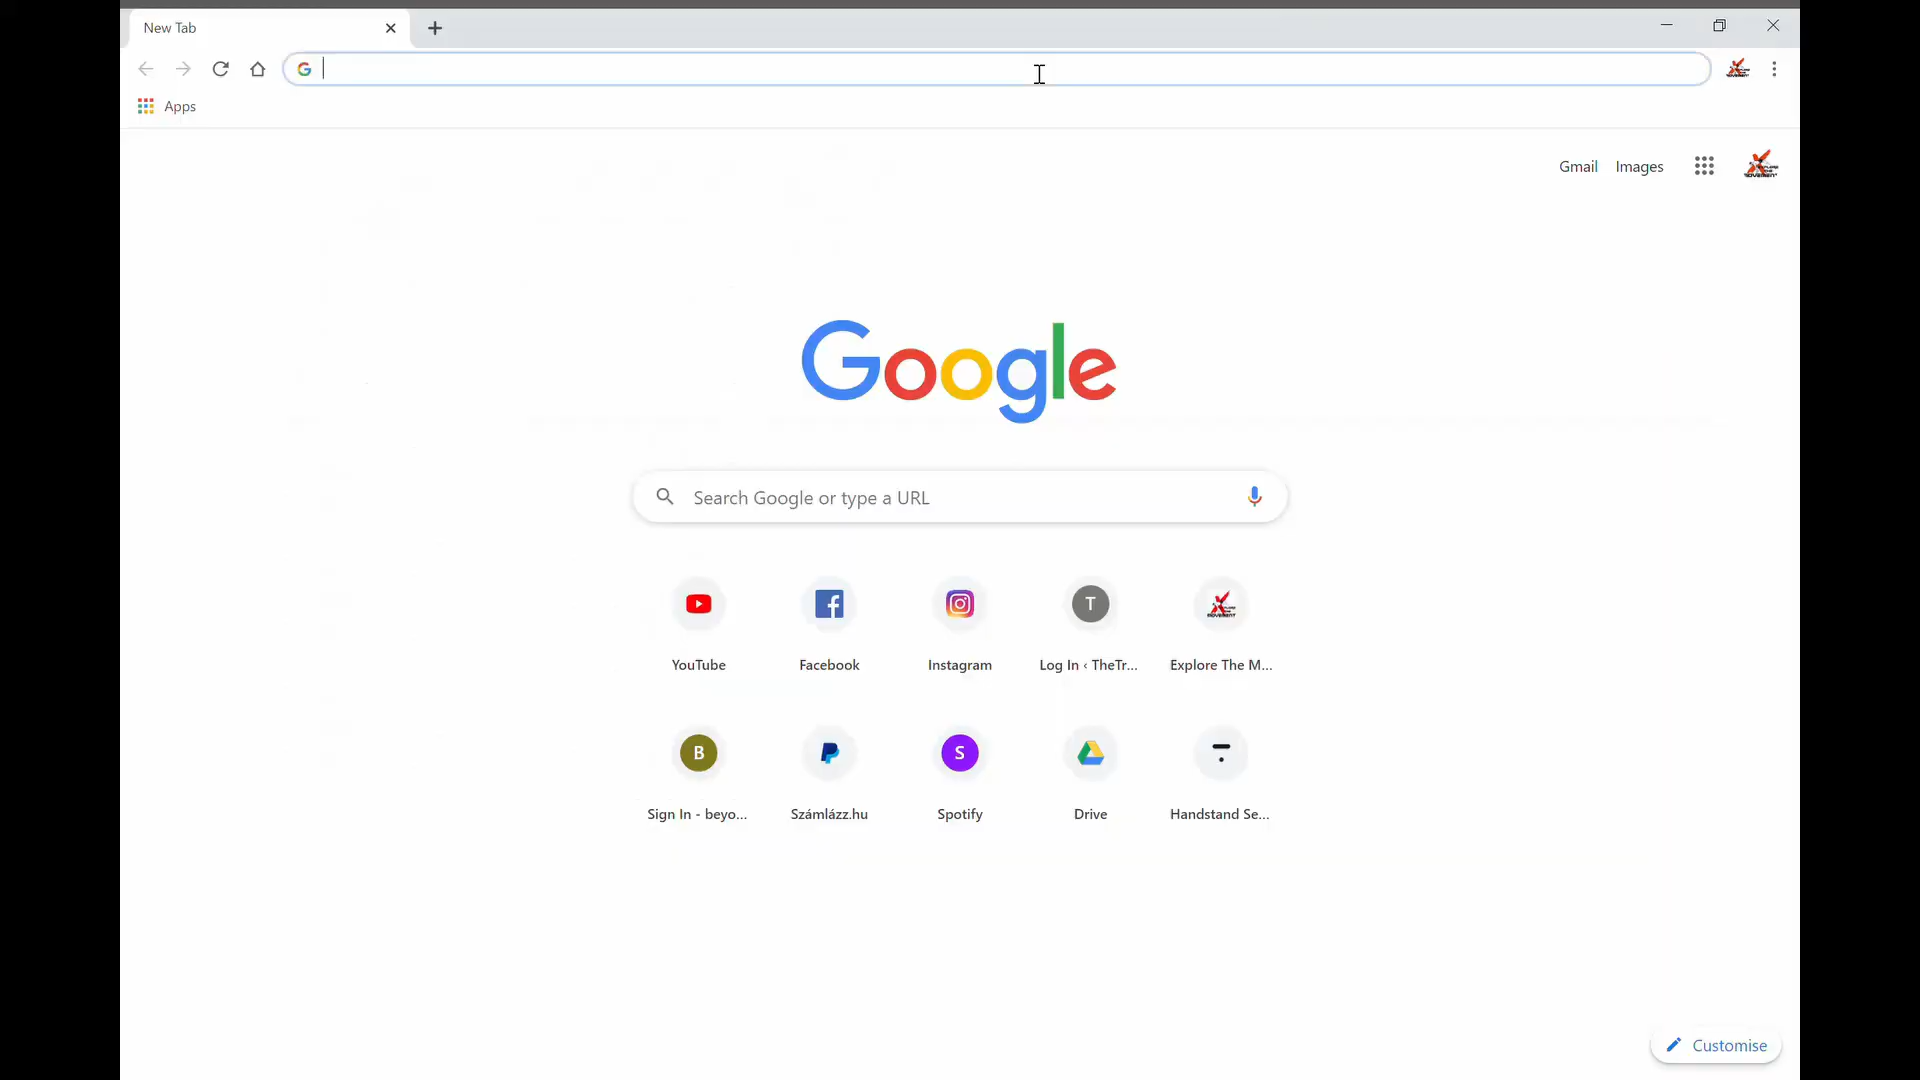 New Tab
Apps
Gmail Images
Google
Search Google or type a URL
YouTube Facebook Instagram T Log In ‹ TheTr... Explore The M...
B S
Sign In - beyo... Számlázz.hu Spotify Drive Handstand Se...
Customise